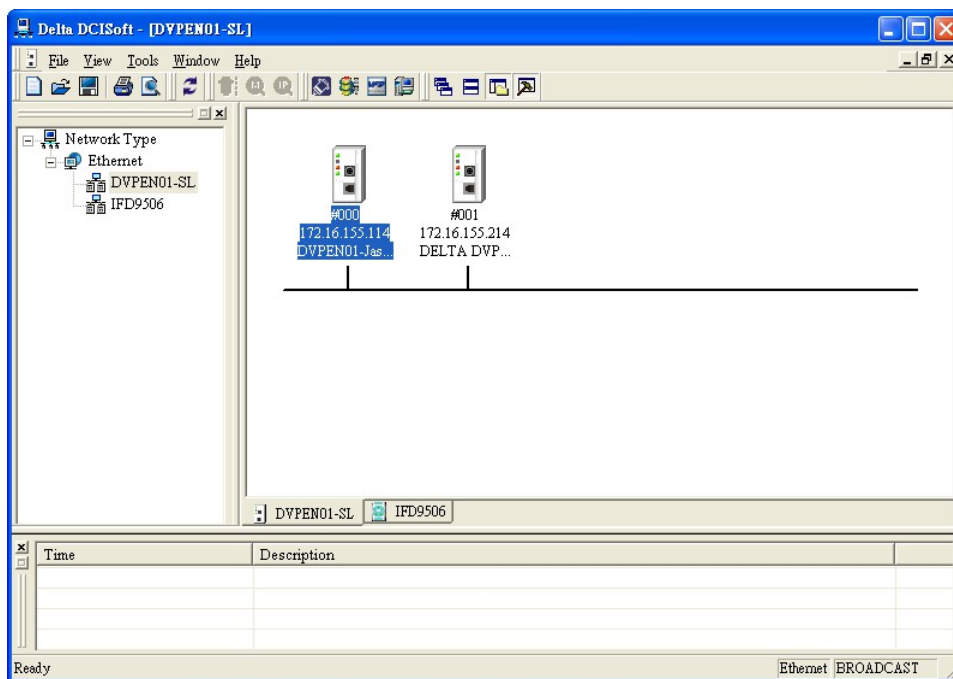 Delta DCISoft - [DVPEN01-SL]
File View Tools Window Help
Network Type
Ethernet
DVPEN01-SL
IFD9506
#000
172.16.155.114
DVPEN01-Jas...
#001
172.16.155.214
DELTA DVP...
DVPEN01-SL IFD9506
Time Description
Ready Ethernet BROADCAST